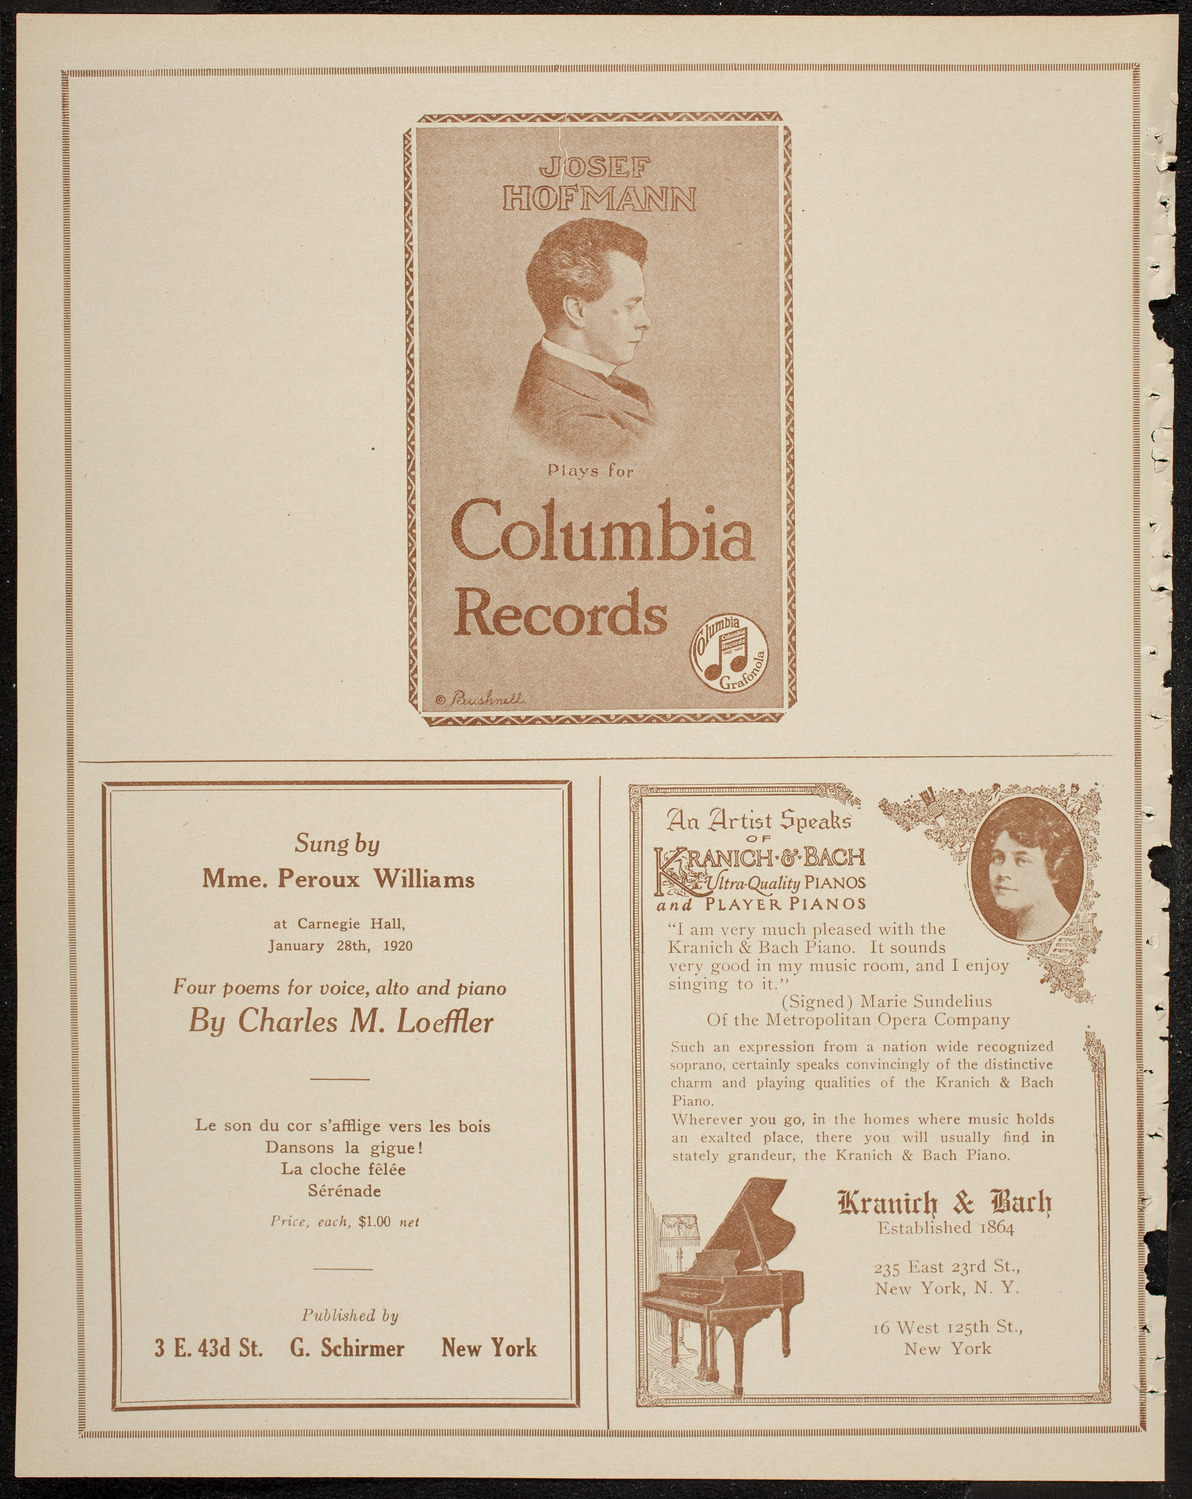 JOSEF
HOFMANN
Plays for
Columbia
Records
Columbia
Columbia
Records
Grafonola
© Bushnell
Sung by
Mme. Peroux Williams
at Carnegie Hall,
January 28th, 1920
Four poems for voice, alto and piano
By Charles M. Loeffler
Le son du cor s'afflige vers les bois
Dansons la gigue!
La cloche fêlée
Sérénade
Price, each, $1.00 net
Published by
3 E. 43d St. G. Schirmer New York
An Artist Speaks
OF
KRANICH·&·BACH
Ultra-Quality PIANOS
and PLAYER PIANOS
"I am very much pleased with the
Kranich & Bach Piano. It sounds
very good in my music room, and I enjoy
singing to it."
(Signed) Marie Sundelius
Of the Metropolitan Opera Company
Such an expression from a nation wide recognized
soprano, certainly speaks convincingly of the distinctive
charm and playing qualities of the Kranich & Bach
Piano.
Wherever you go, in the homes where music holds
an exalted place, there you will usually find in
stately grandeur, the Kranich & Bach Piano.
Kranich & Bach
Established 1864
235 East 23rd St.,
New York, N. Y.
16 West 125th St.,
New York